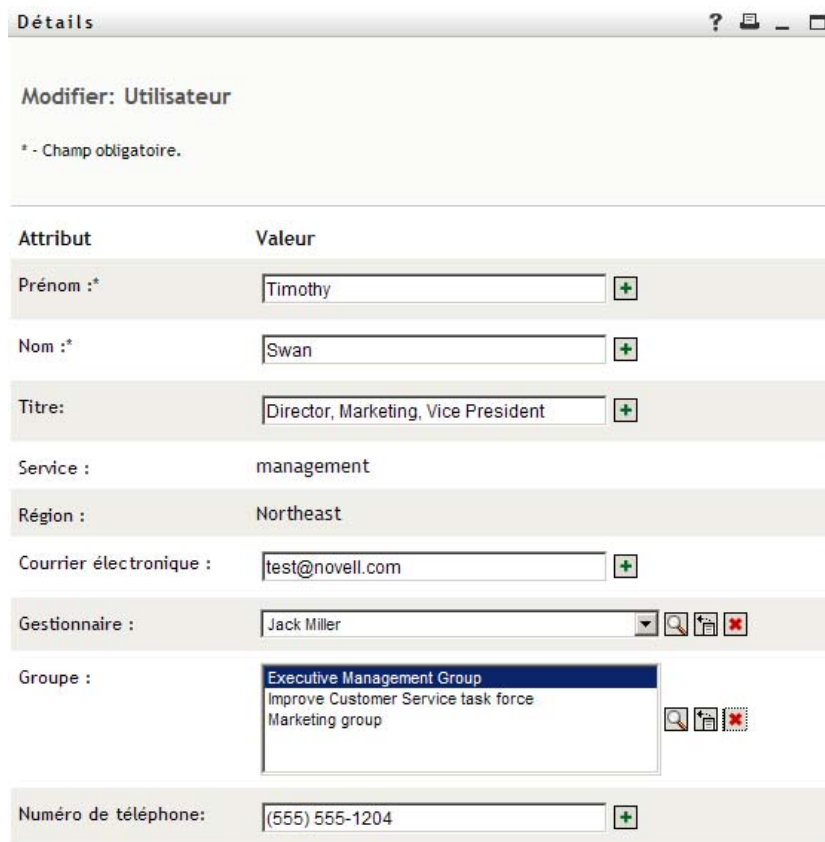 Détails
Modifier: Utilisateur
* - Champ obligatoire.
Attribut Valeur
Prénom :* Timothy
Nom :* Swan
Titre: Director, Marketing, Vice President
Service : management
Région : Northeast
Courrier électronique : test@novell.com
Gestionnaire : Jack Miller
Groupe : Executive Management Group
Improve Customer Service task force
Marketing group
Numéro de téléphone: (555) 555-1204